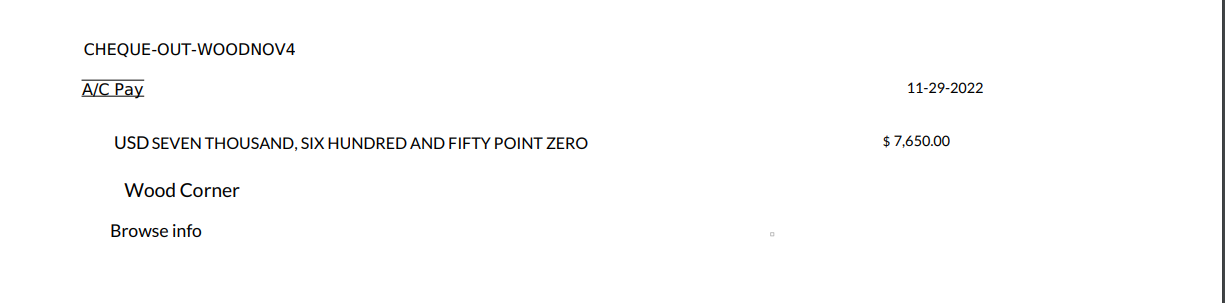 CHEQUE-OUT-WOODNOV4
A/C Pay 11-29-2022
USD SEVEN THOUSAND, SIX HUNDRED AND FIFTY POINT ZERO $ 7,650.00
Wood Corner
Browse info